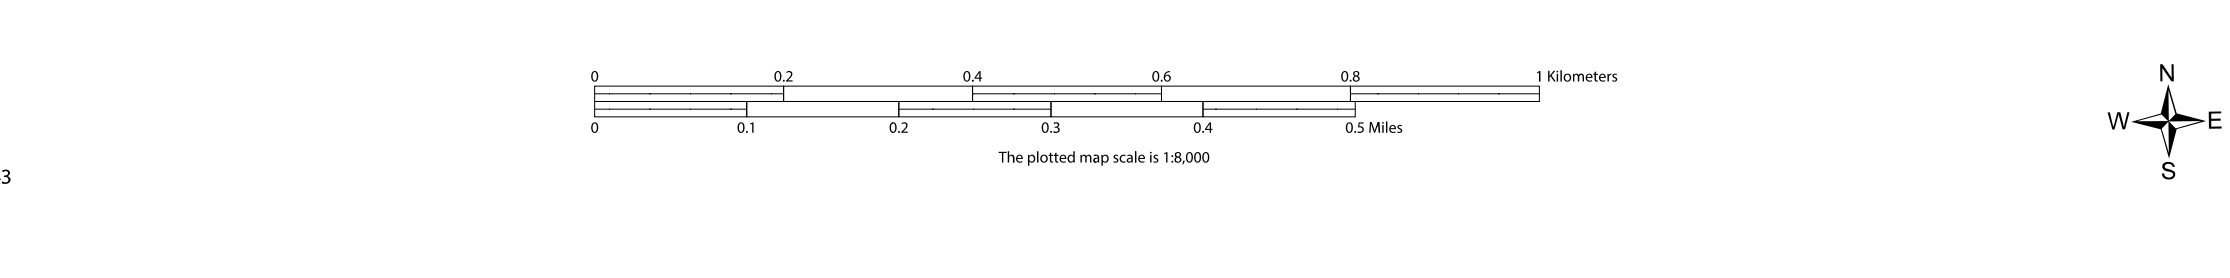 0 0.2 0.4 0.6 0.8 1 Kilometers
0 0.1 0.2 0.3 0.4 0.5 Miles
The plotted map scale is 1:8,000
N
W E
S
3